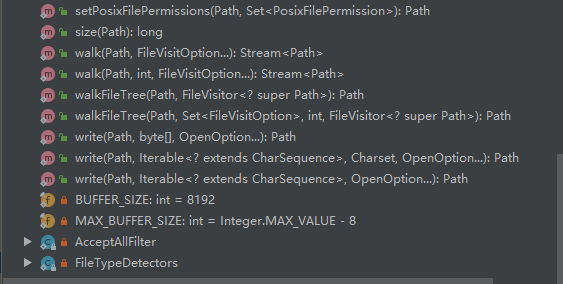 setPosixFilePermissions(Path, Set<PosixFilePermission>): Path
size(Path): long
walk(Path, FileVisitOption...): Stream<Path>
walk(Path, int, FileVisitOption...): Stream<Path>
walkFileTree(Path, FileVisitor<? super Path>): Path
walkFileTree(Path, Set<FileVisitOption>, int, FileVisitor<? super Path>): Path
write(Path, byte[], OpenOption...): Path
write(Path, Iterable<? extends CharSequence>, Charset, OpenOption...): Path
write(Path, Iterable<? extends CharSequence>, OpenOption...): Path
BUFFER_SIZE: int = 8192
MAX_BUFFER_SIZE: int = Integer.MAX_VALUE - 8
AcceptAllFilter
FileTypeDetectors